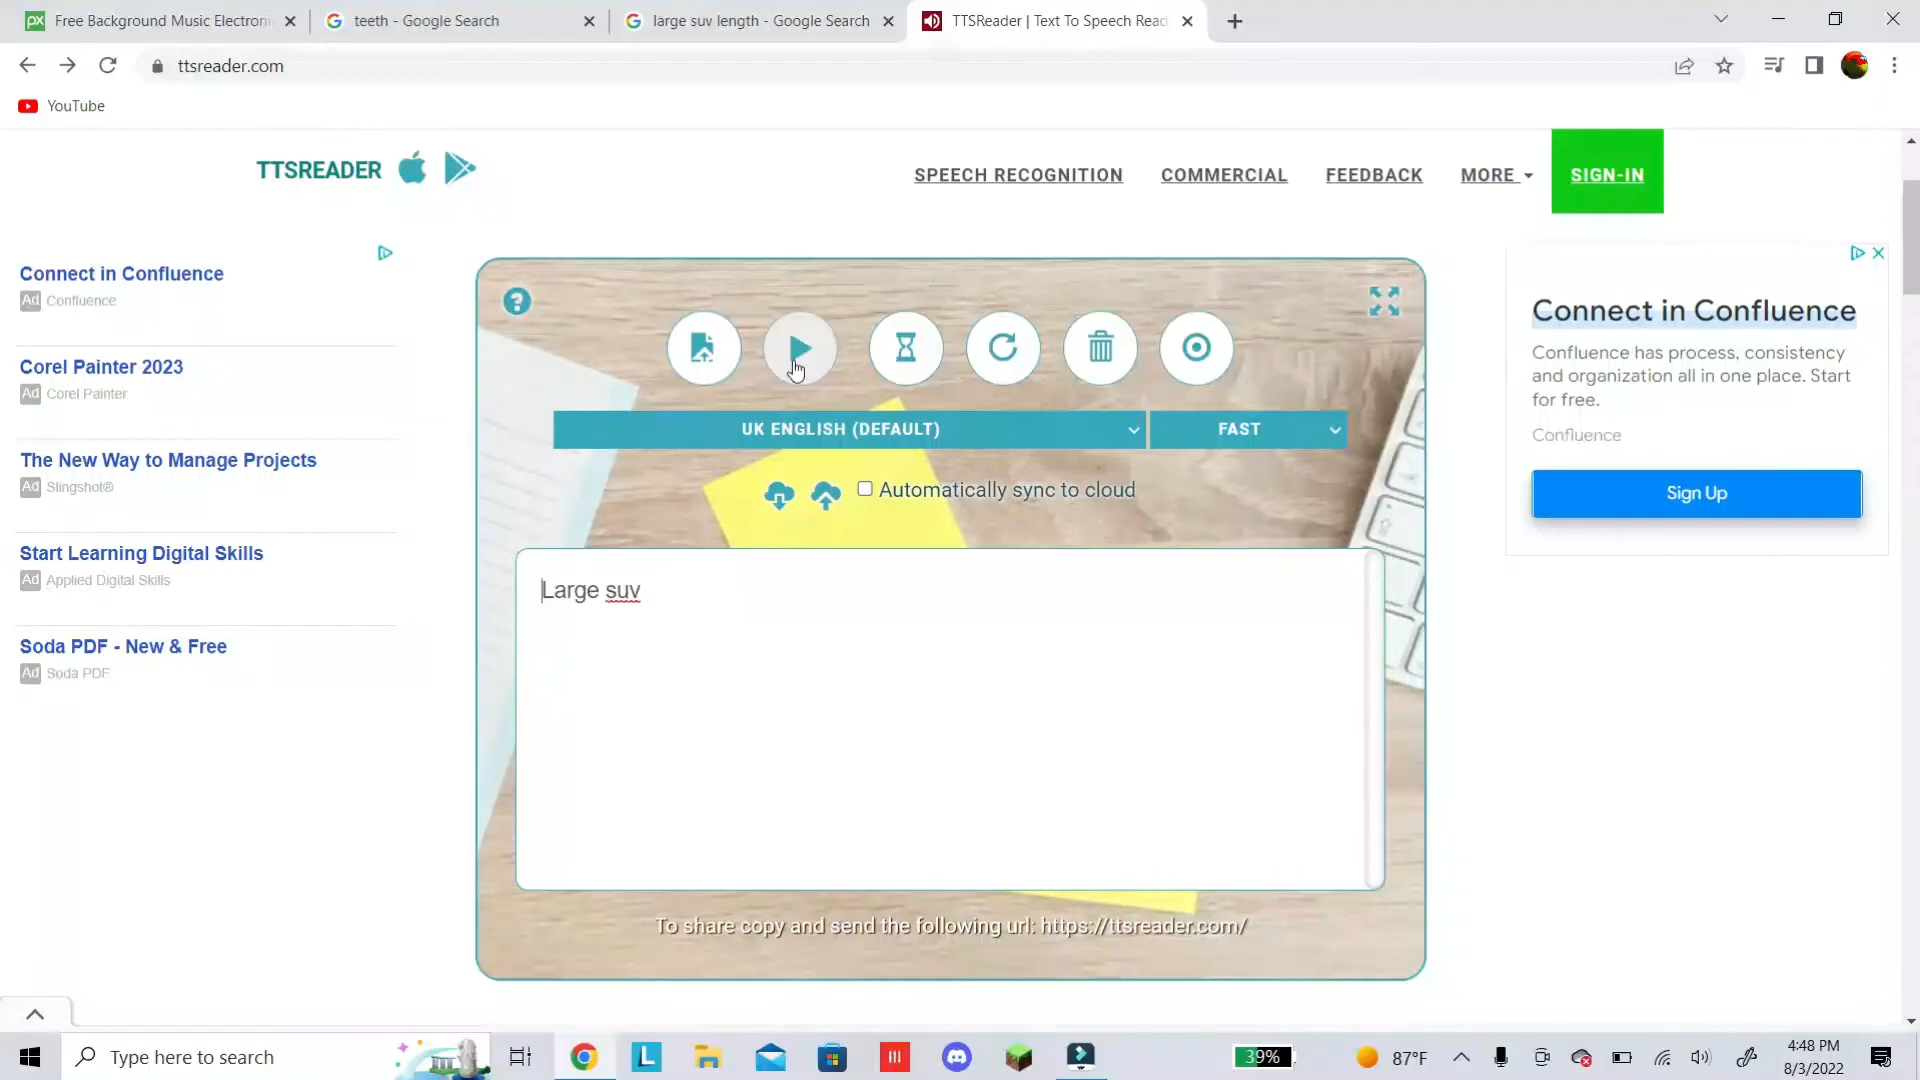 Free Background Music Electroni
teeth - Google Search
large suv length - Google Search
TTSReader | Text To Speech Read
ttsreader.com
YouTube
TTSREADER
SPEECH RECOGNITION
COMMERCIAL
FEEDBACK
MORE
SIGN-IN
Connect in Confluence
Ad Confluence
Corel Painter 2023
Ad Corel Painter
The New Way to Manage Projects
Ad Slingshot®
Start Learning Digital Skills
Ad Applied Digital Skills
Soda PDF - New & Free
Ad Soda PDF
?
UK ENGLISH (DEFAULT)
FAST
Automatically sync to cloud
Large suv
To share copy and send the following url: https://ttsreader.com/
Connect in Confluence
Confluence has process, consistency
and organization all in one place. Start
for free.
Confluence
Sign Up
Type here to search
39%
87°F
4:48 PM
8/3/2022